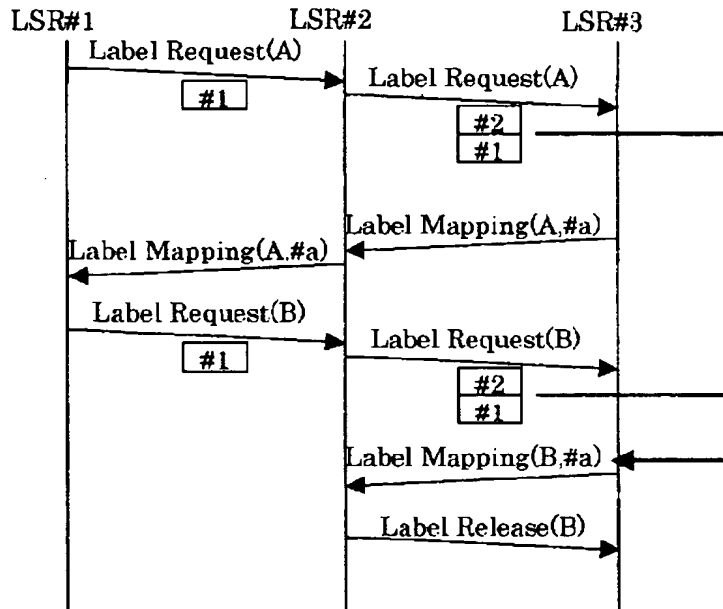 LSR#1 LSR#2 LSR#3
Label Request(A)
#1
Label Request(A)
#2
#1
Label Mapping(A,#a)
Label Mapping(A.#a)
Label Request(B)
#1
Label Request(B)
#2
#1
Label Mapping(B,#a)
Label Release(B)